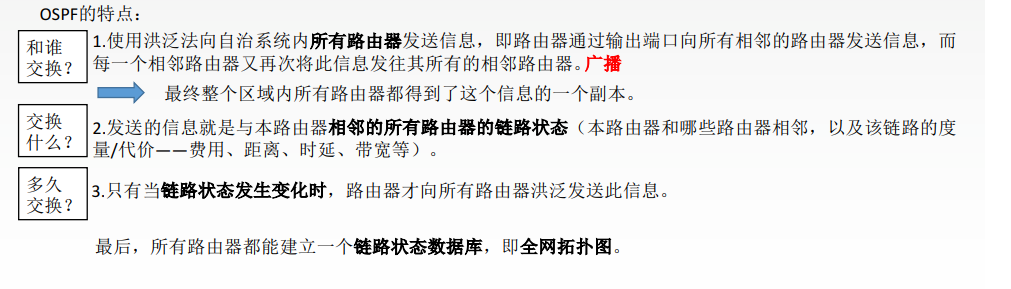 OSPF的特点：
和谁
交换？
1.使用洪泛法向自治系统内所有路由器发送信息，即路由器通过输出端口向所有相邻的路由器发送信息，而
每一个相邻路由器又再次将此信息发往其所有的相邻路由器。广播
最终整个区域内所有路由器都得到了这个信息的一个副本。
交换
什么？
2.发送的信息就是与本路由器相邻的所有路由器的链路状态（本路由器和哪些路由器相邻，以及该链路的度
量/代价——费用、距离、时延、带宽等）。
多久
交换？
3.只有当链路状态发生变化时，路由器才向所有路由器洪泛发送此信息。
最后，所有路由器都能建立一个链路状态数据库，即全网拓扑图。